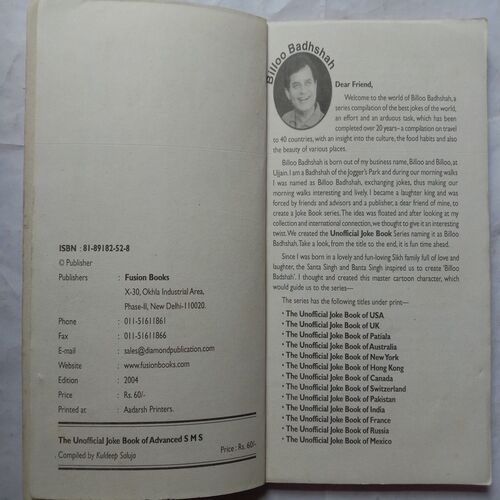 ISBN : 81-89182-52-8
© Publisher
Publishers : Fusion Books
X-30, Okhla Industrial Area,
Phase-II, New Delhi-110020.
Phone : 011-51611861
Fax : 011-51611866
E-mail : sales@diamondpublication.com
Website : www.fusionbooks.com
Edition : 2004
Price : Rs. 60/-
Printed at : Aadarsh Printers.
The Unofficial Joke Book of Advanced S M S
Price : Rs. 60/-
Compiled by Kuldeep Saluja
Billoo Badhshah
Dear Friend,
Welcome to the world of Billoo Badhshah, a
series compilation of the best jokes of the world,
an effort and an arduous task, which has been
completed over 20 years– a compilation on travel
to 40 countries, with an insight into the culture, the food habits and also
the beauty of various places.
Billoo Badhshah is born out of my business name, Billoo and Billoo, at
Ujjain. I am a Badhshah of the Jogger's Park and during our morning walks
I was named as Billoo Badhshah, exchanging jokes, thus making our
morning walks interesting and lively. I became a laughter king and was
forced by friends and advisors and a publisher, a dear friend of mine, to
create a Joke Book series. The idea was floated and after looking at my
collection and international connection, we thought to give it an interesting
twist. We created the Unofficial Joke Book Series naming it as Billoo
Badhshah. Take a look, from the title to the end, it is fun time ahead.
Since I was born in a lovely and fun-loving Sikh family full of love and
laughter, the Santa Singh and Banta Singh inspired us to create 'Billoo
Badshah'. I thought and created this master cartoon character, which
would guide us to the series—
The series has the following titles under print—
• The Unofficial Joke Book of USA
• The Unofficial Joke Book of UK
• The Unofficial Joke Book of Patiala
• The Unofficial Joke Book of Australia
• The Unofficial Joke Book of New York
• The Unofficial Joke Book of Hong Kong
• The Unofficial Joke Book of Canada
• The Unofficial Joke Book of Switzerland
• The Unofficial Joke Book of Pakistan
• The Unofficial Joke Book of India
• The Unofficial Joke Book of France
• The Unofficial Joke Book of Russia
• The Unofficial Joke Book of Mexico